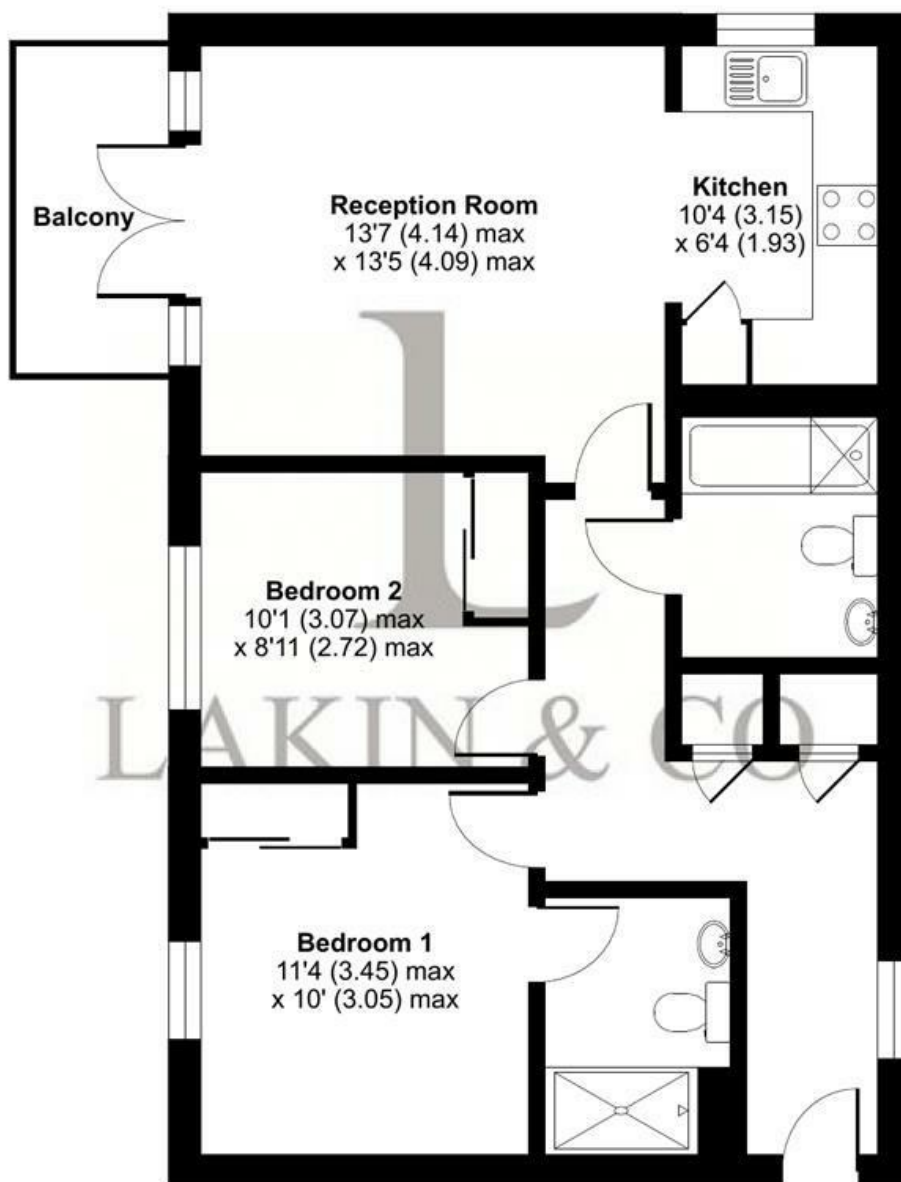 Balcony
Reception Room
13'7 (4.14) max
x 13'5 (4.09) max
Kitchen
10'4 (3.15)
x 6'4 (1.93)
Bedroom 2
10'1 (3.07) max
x 8'11 (2.72) max
L
LAKIN & CO
Bedroom 1
11'4 (3.45) max
x 10' (3.05) max